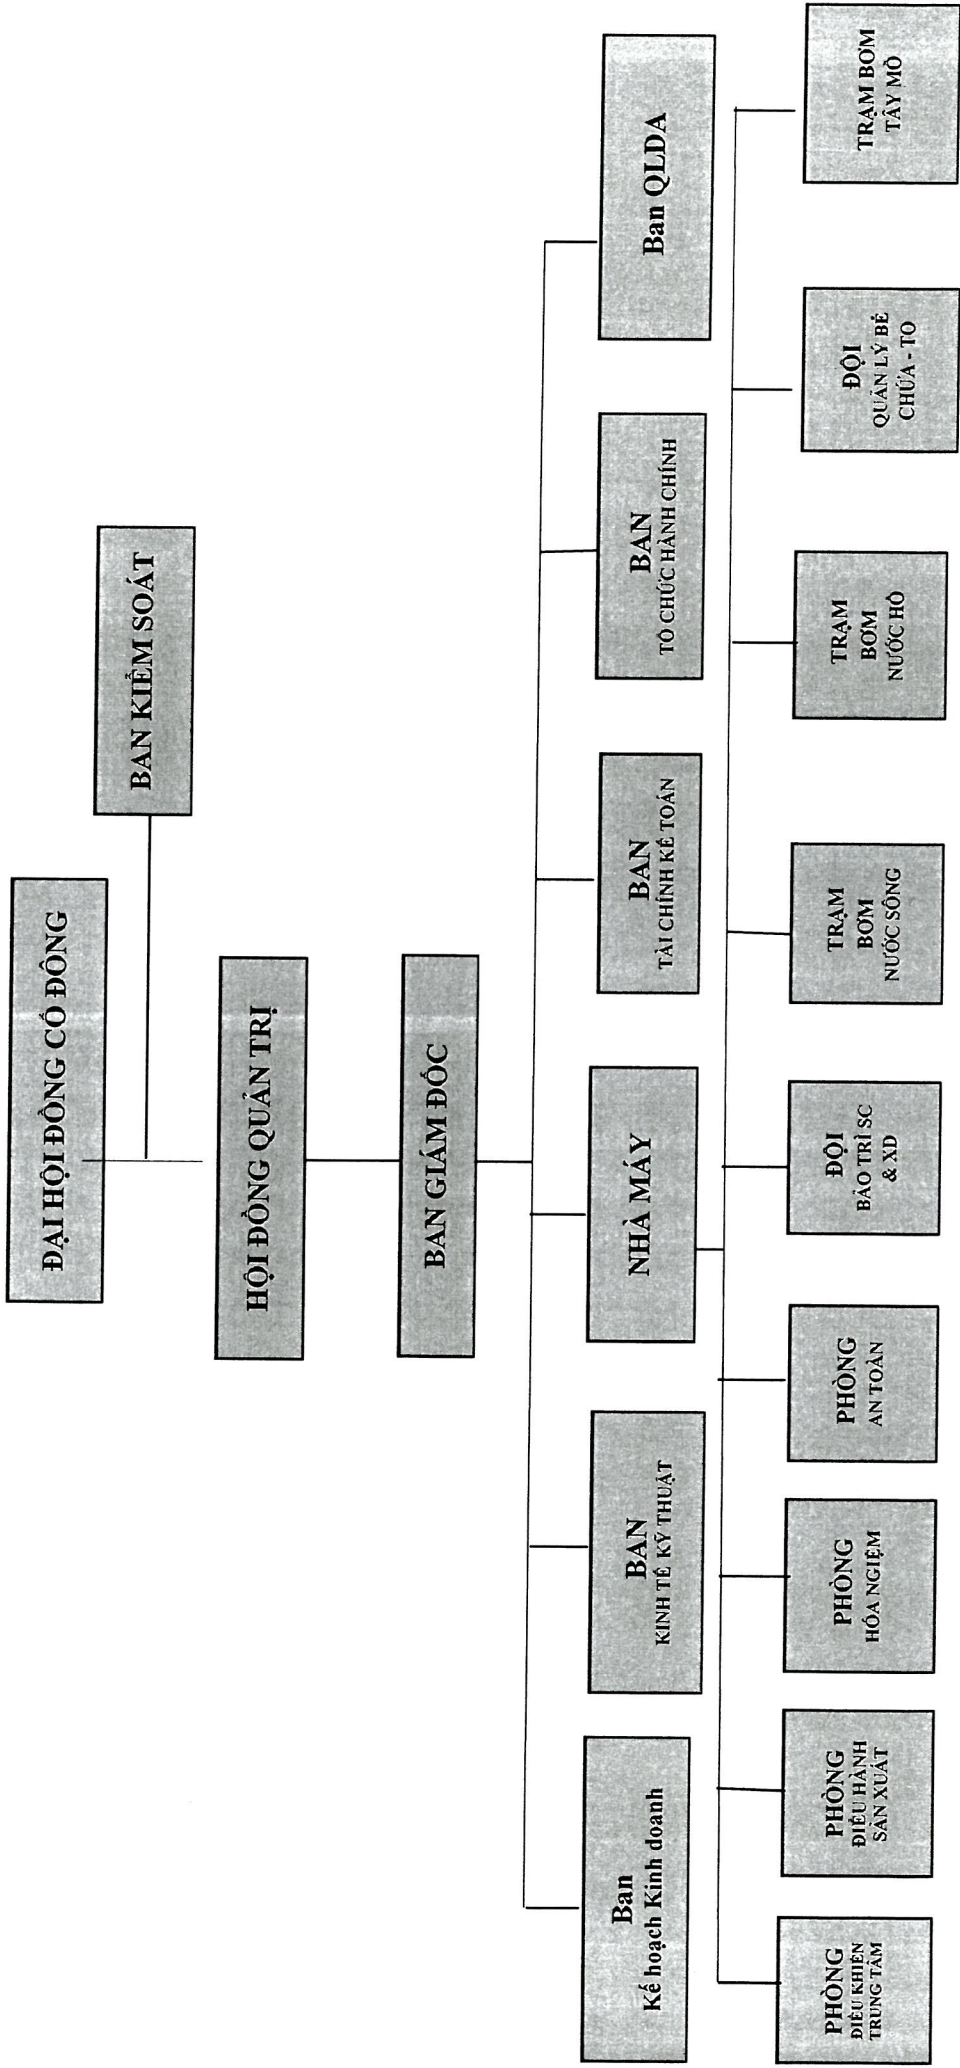 ĐẠI HỘI ĐỒNG CỔ ĐÔNG
BAN KIỂM SOÁT
HỘI ĐỒNG QUẢN TRỊ
BAN GIÁM ĐỐC
Ban
Kế hoạch Kinh doanh
BAN
KINH TẾ KỸ THUẬT
NHÀ MÁY
BAN
TÀI CHÍNH KẾ TOÁN
BAN
TỔ CHỨC HÀNH CHÍNH
Ban QLDA
PHÒNG
ĐIỀU KHIỂN
TRUNG TÂM
PHÒNG
ĐIỀU HÀNH
SẢN XUẤT
PHÒNG
HÓA NGIỆM
PHÒNG
AN TOÀN
ĐỘI
BẢO TRÌ SC
& XD
TRẠM
BƠM
NƯỚC SÔNG
TRẠM
BƠM
NƯỚC HỒ
ĐỘI
QUẢN LÝ BỂ
CHỨA - TO
TRẠM BƠM
TÂY MỖ